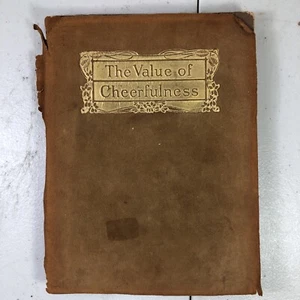 The Value of
Cheerfulness